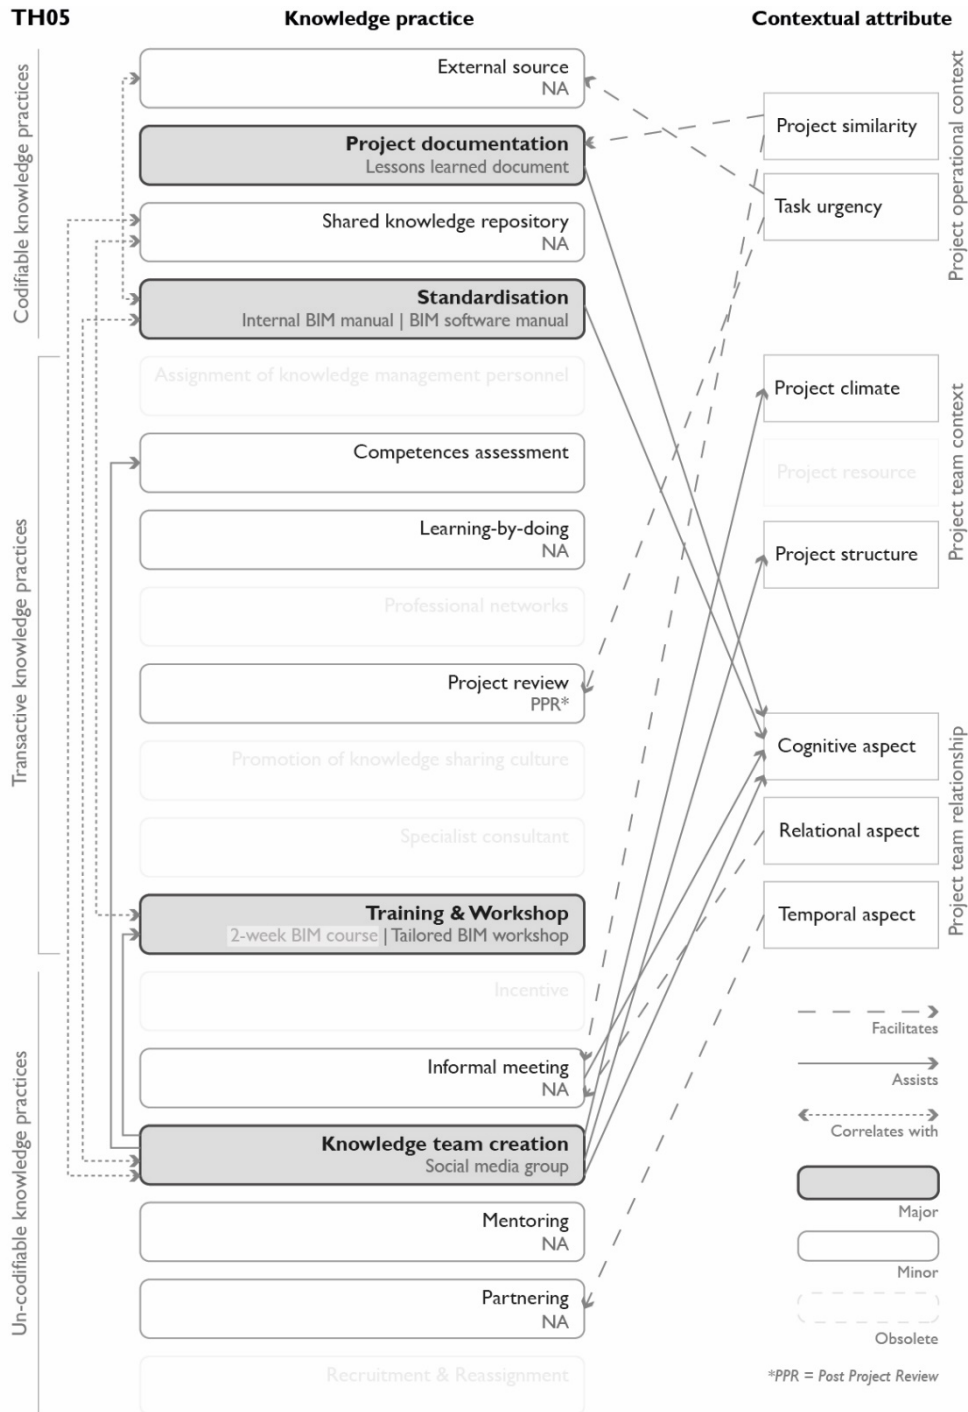 TH05
Knowledge practice
Contextual attribute
Codifiable knowledge practices
External source
NA
Project documentation
Lessons learned document
Shared knowledge repository
NA
Standardisation
Internal BIM manual | BIM software manual
Transactive knowledge practices
Assignment of knowledge management personnel
Competences assessment
Learning-by-doing
NA
Professional networks
Project review
PPR*
Promotion of knowledge sharing culture
Specialist consultant
Training & Workshop
2-week BIM course | Tailored BIM workshop
Un-codifiable knowledge practices
Incentive
Informal meeting
NA
Knowledge team creation
Social media group
Mentoring
NA
Partnering
NA
Recruitment & Reassignment
Project operational context
Project similarity
Task urgency
Project team context
Project climate
Project resource
Project structure
Project team relationship
Cognitive aspect
Relational aspect
Temporal aspect
Facilitates
Assists
Correlates with
Major
Minor
Obsolete
*PPR = Post Project Review